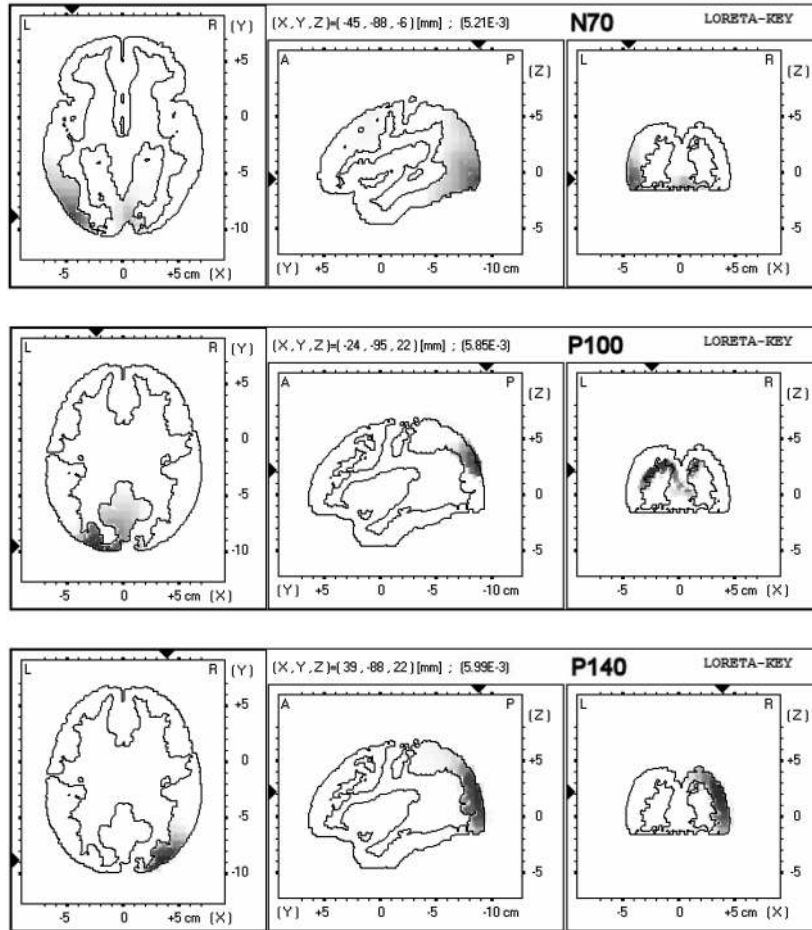 L R (Y) (X,Y,Z)=(-45,-88,-6)[mm] ; (5.21E-3) N70 LORETA-KEY
A P (Z) L R (Z)
+5 +5 +5
0
-5 0 0
-10 -5 -5
-5 0 +5 cm (X) (Y) +5 0 -5 -10 cm -5 0 +5 cm (X)
L R (Y) (X,Y,Z)=(-24,-95,22)[mm] ; (5.85E-3) P100 LORETA-KEY
A P (Z) L R (Z)
+5 +5 +5
0
-5 0 0
-10 -5 -5
-5 0 +5 cm (X) (Y) +5 0 -5 -10 cm -5 0 +5 cm (X)
L R (Y) (X,Y,Z)=(39,-88,22)[mm] ; (5.99E-3) P140 LORETA-KEY
A P (Z) L R (Z)
+5 +5 +5
0
-5 0 0
-10 -5 -5
-5 0 +5 cm (X) (Y) +5 0 -5 -10 cm -5 0 +5 cm (X)